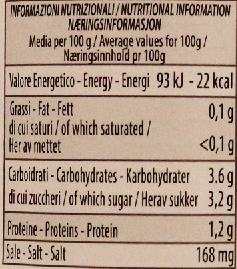 INFORMAZIONI NUTRIZIONALI / NUTRITIONAL INFORMATION
NÆRINGSINFORMASJON
Media per 100 g / Average values for 100g /
Næringsinnhold pr 100g
Valore Energetico - Energy - Energi 93 kJ - 22 kcal
Grassi - Fat - Fett 0,1 g
di cui saturi / of which saturated /
Herav mettet <0,1 g
Carboidrati - Carbohydrates - Karbohydrater 3,6 g
di cui zuccheri / of which sugar / Herav sukker 3,2 g
Proteine - Proteins - Protein 1,2 g
Sale - Salt - Salt 168 mg